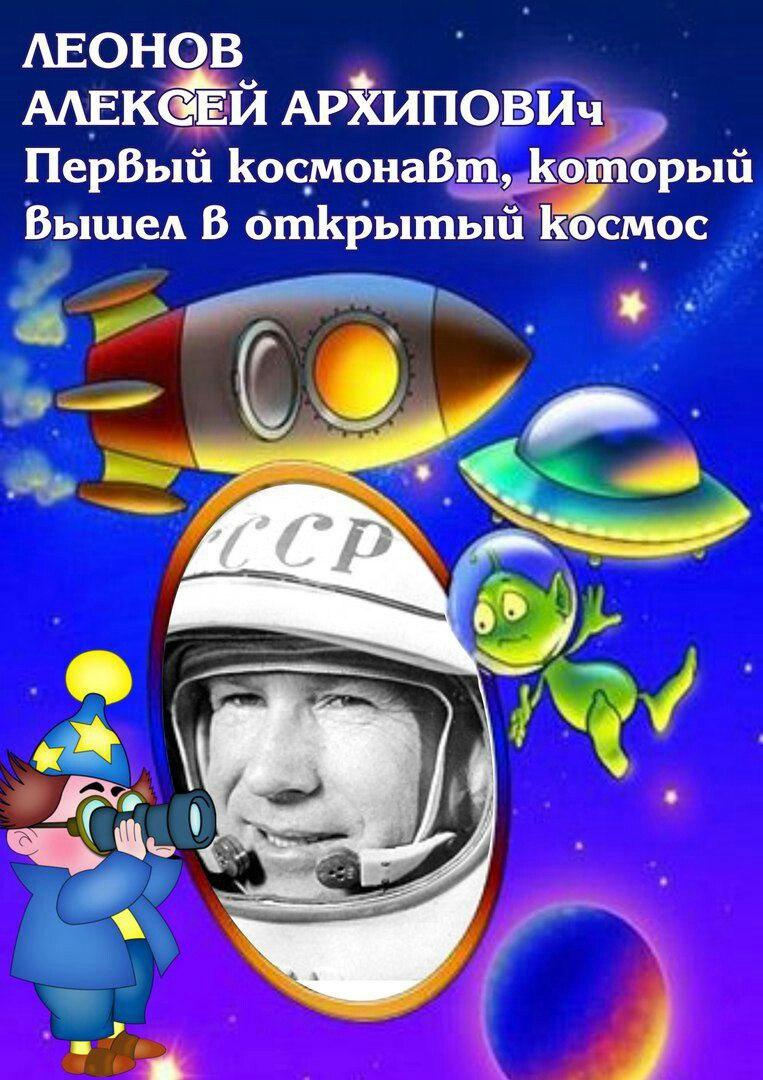 ЛЕОНОВ
АЛЕКСЕЙ АРХИПОВИч
Первый космонавт, который
вышел в открытый космос
СССР